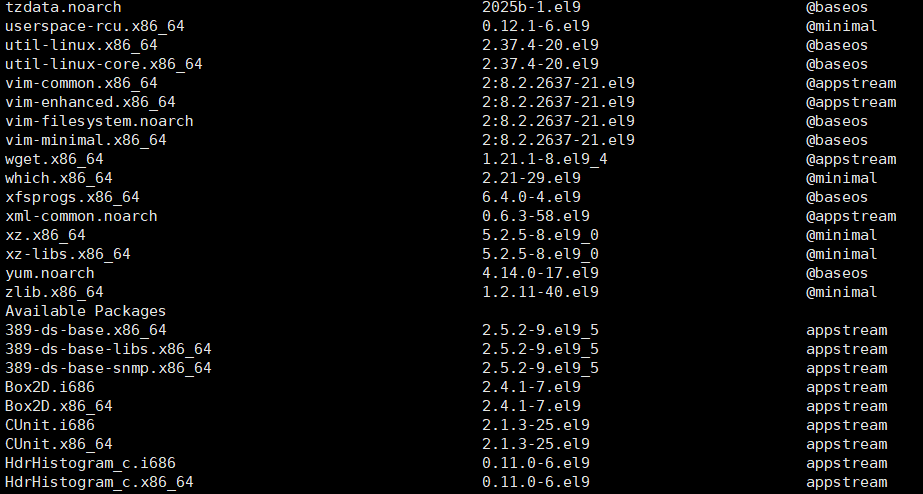 tzdata.noarch 2025b-1.el9 @baseos
userspace-rcu.x86_64 0.12.1-6.el9 @minimal
util-linux.x86_64 2.37.4-20.el9 @baseos
util-linux-core.x86_64 2.37.4-20.el9 @baseos
vim-common.x86_64 2:8.2.2637-21.el9 @appstream
vim-enhanced.x86_64 2:8.2.2637-21.el9 @appstream
vim-filesystem.noarch 2:8.2.2637-21.el9 @baseos
vim-minimal.x86_64 2:8.2.2637-21.el9 @baseos
wget.x86_64 1.21.1-8.el9_4 @appstream
which.x86_64 2.21-29.el9 @minimal
xfsprogs.x86_64 6.4.0-4.el9 @baseos
xml-common.noarch 0.6.3-58.el9 @appstream
xz.x86_64 5.2.5-8.el9_0 @minimal
xz-libs.x86_64 5.2.5-8.el9_0 @minimal
yum.noarch 4.14.0-17.el9 @baseos
zlib.x86_64 1.2.11-40.el9 @minimal
Available Packages
389-ds-base.x86_64 2.5.2-9.el9_5 appstream
389-ds-base-libs.x86_64 2.5.2-9.el9_5 appstream
389-ds-base-snmp.x86_64 2.5.2-9.el9_5 appstream
Box2D.i686 2.4.1-7.el9 appstream
Box2D.x86_64 2.4.1-7.el9 appstream
CUnit.i686 2.1.3-25.el9 appstream
CUnit.x86_64 2.1.3-25.el9 appstream
HdrHistogram_c.i686 0.11.0-6.el9 appstream
HdrHistogram_c.x86_64 0.11.0-6.el9 appstream